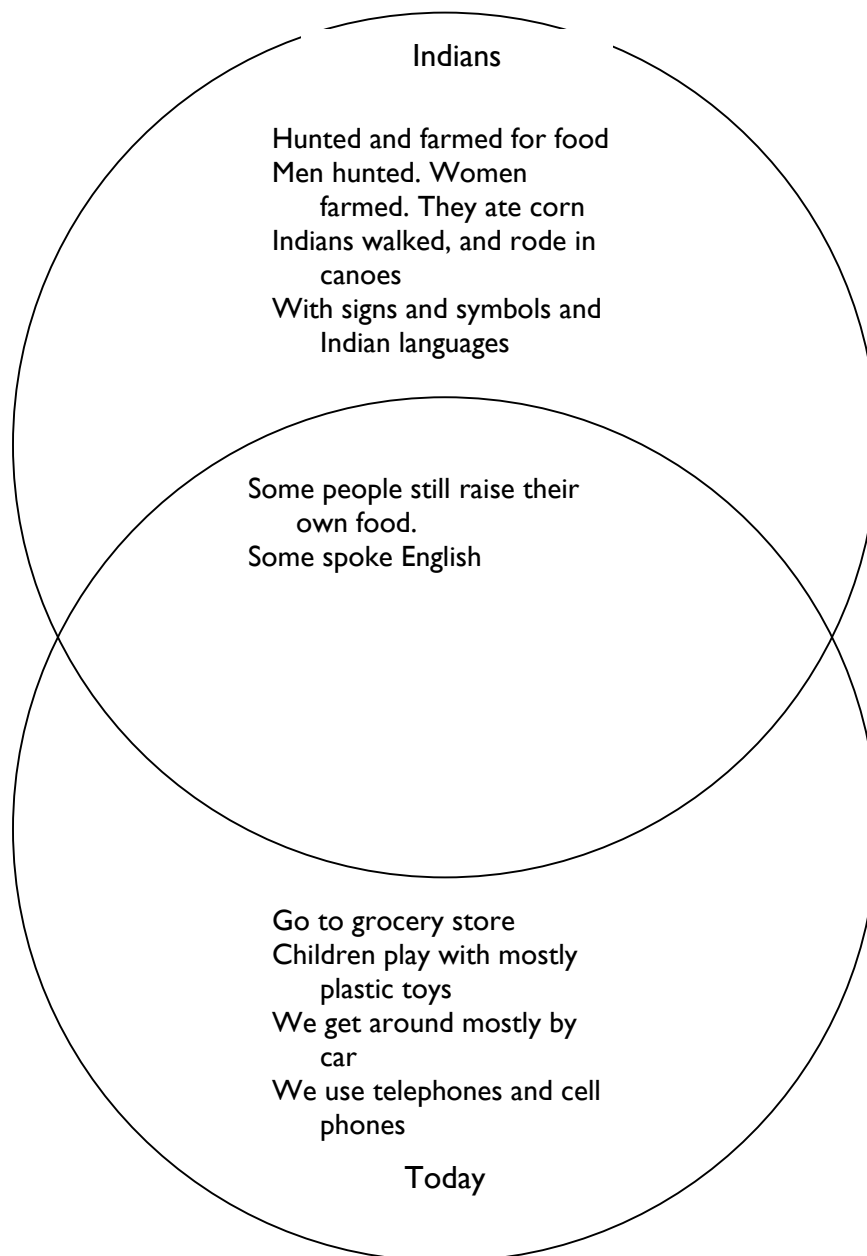 Indians
Hunted and farmed for food
Men hunted. Women
farmed. They ate corn
Indians walked, and rode in
canoes
With signs and symbols and
Indian languages
Some people still raise their
own food.
Some spoke English
Go to grocery store
Children play with mostly
plastic toys
We get around mostly by
car
We use telephones and cell
phones
Today